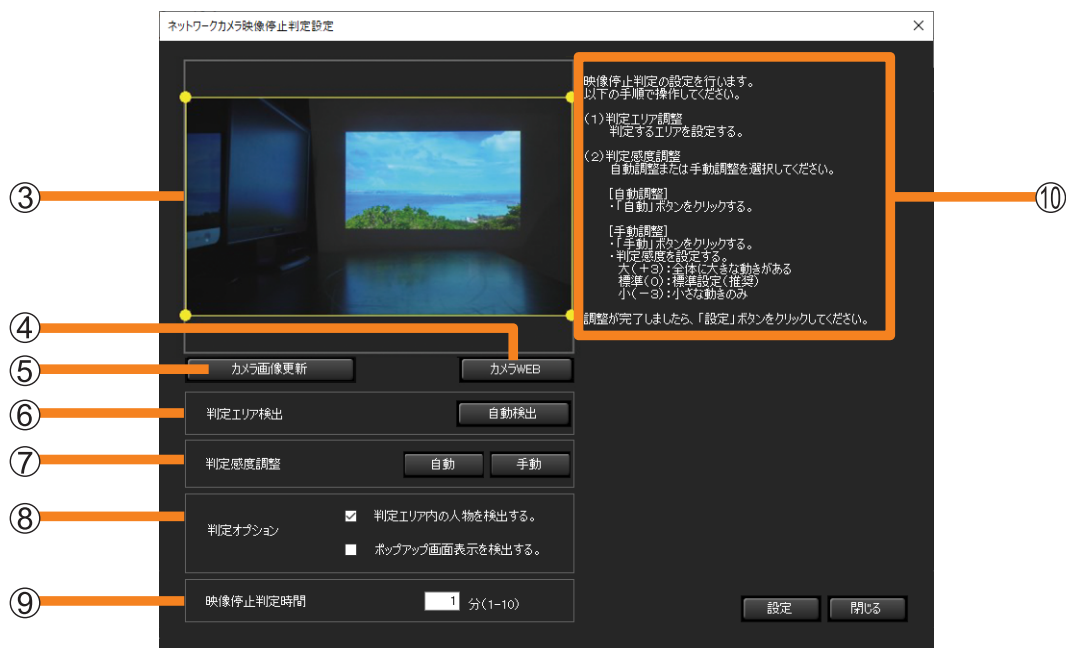 ネットワークカメラ映像停止判定設定
③
④
⑤
⑥
⑦
⑧
⑨
⑩
カメラ画像更新
カメラWEB
判定エリア検出
自動検出
判定感度調整
自動
手動
判定オプション
判定エリア内の人物を検出する。
ポップアップ画面表示を検出する。
映像停止判定時間
1 分(1-10)
映像停止判定の設定を行います。
以下の手順で操作してください。
(1)判定エリア調整
判定するエリアを設定する。
(2)判定感度調整
自動調整または手動調整を選択してください。
[自動調整]
・「自動」ボタンをクリックする。
[手動調整]
・「手動」ボタンをクリックする。
・判定感度を設定する。
大(+3):全体に大きな動きがある
標準(0):標準設定(推奨)
小(-3):小さな動きのみ
調整が完了しましたら、「設定」ボタンをクリックしてください。
設定
閉じる